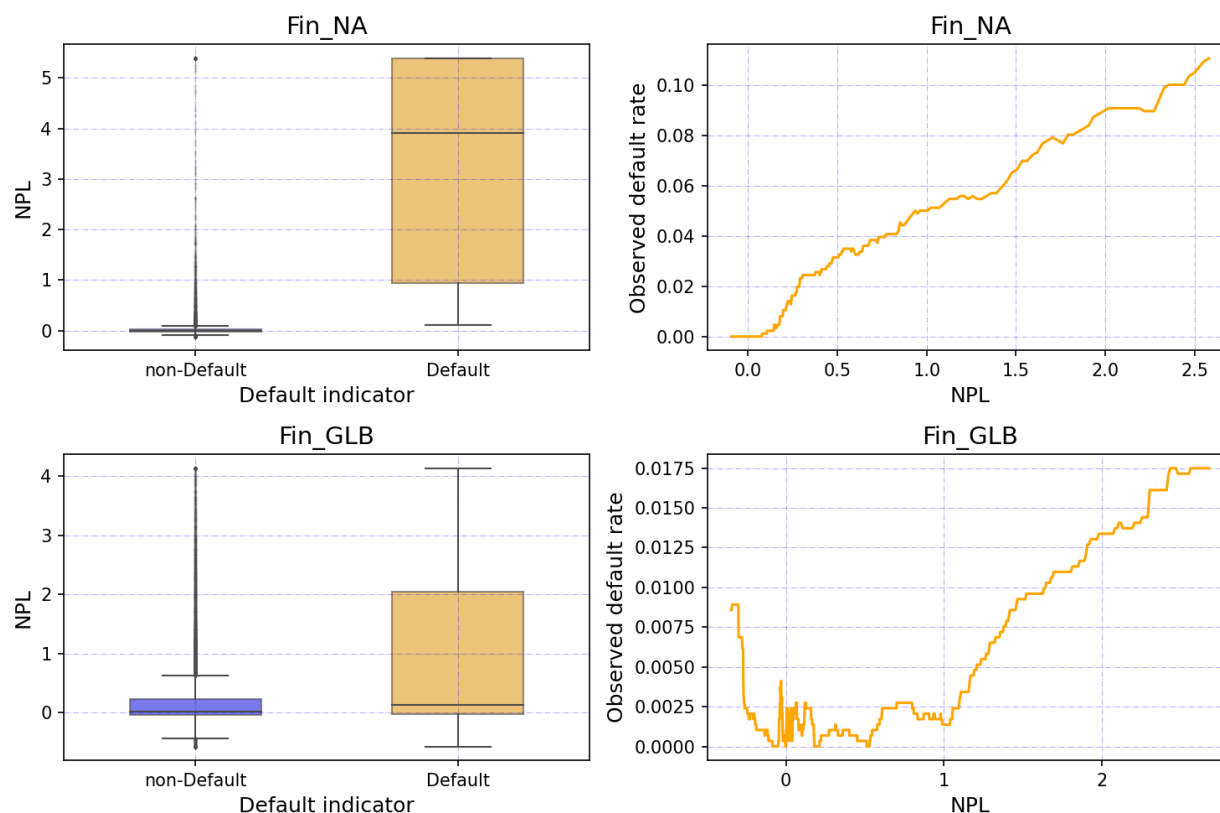 Fin_NA
NPL
5
4
3
2
1
0
non-Default
Default
Default indicator
Fin_NA
Observed default rate
0.10
0.08
0.06
0.04
0.02
0.00
0.0
0.5
1.0
1.5
2.0
2.5
NPL
Fin_GLB
NPL
4
3
2
1
0
non-Default
Default
Default indicator
Fin_GLB
Observed default rate
0.0175
0.0150
0.0125
0.0100
0.0075
0.0050
0.0025
0.0000
0
1
2
NPL